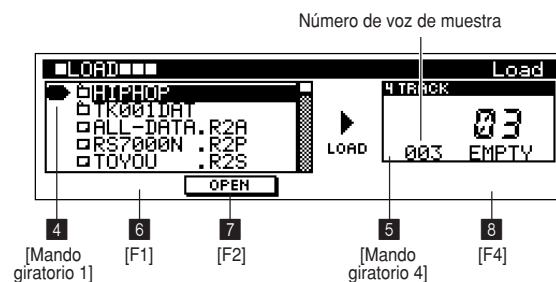 Número de voz de muestra
LOAD Load
HIPHOP
TK001DAT
ALL-DATA.R2A
RS7000N .R2P
TOYOU .R2S
OPEN
LOAD
4 TRACK
03
003 EMPTY
4 6 7 5 8
[Mando giratorio 1] [F1] [F2] [Mando giratorio 4] [F4]